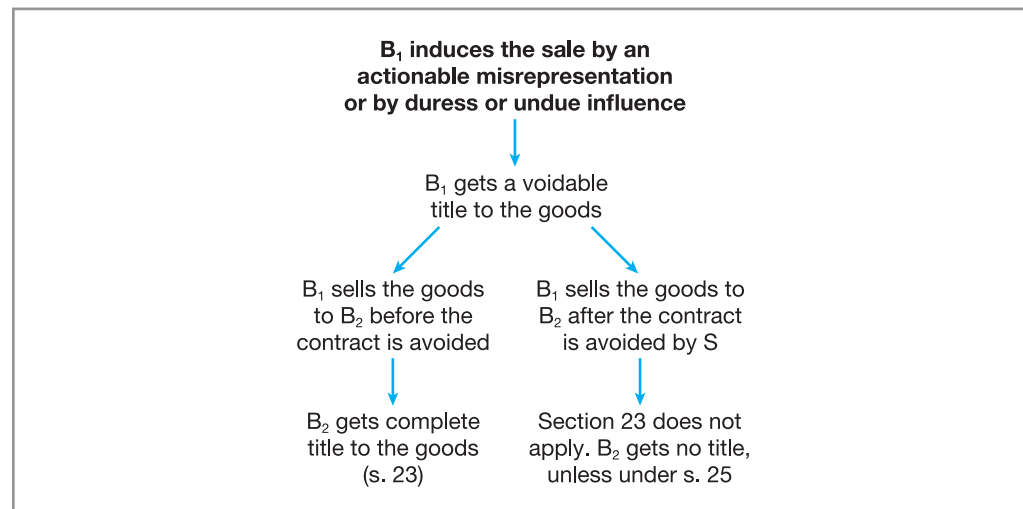 B₁ induces the sale by an
actionable misrepresentation
or by duress or undue influence
B₁ gets a voidable
title to the goods
B₁ sells the goods
to B₂ before the
contract is avoided
B₁ sells the goods to
B₂ after the contract
is avoided by S
B₂ gets complete
title to the goods
(s. 23)
Section 23 does not
apply. B₂ gets no title,
unless under s. 25